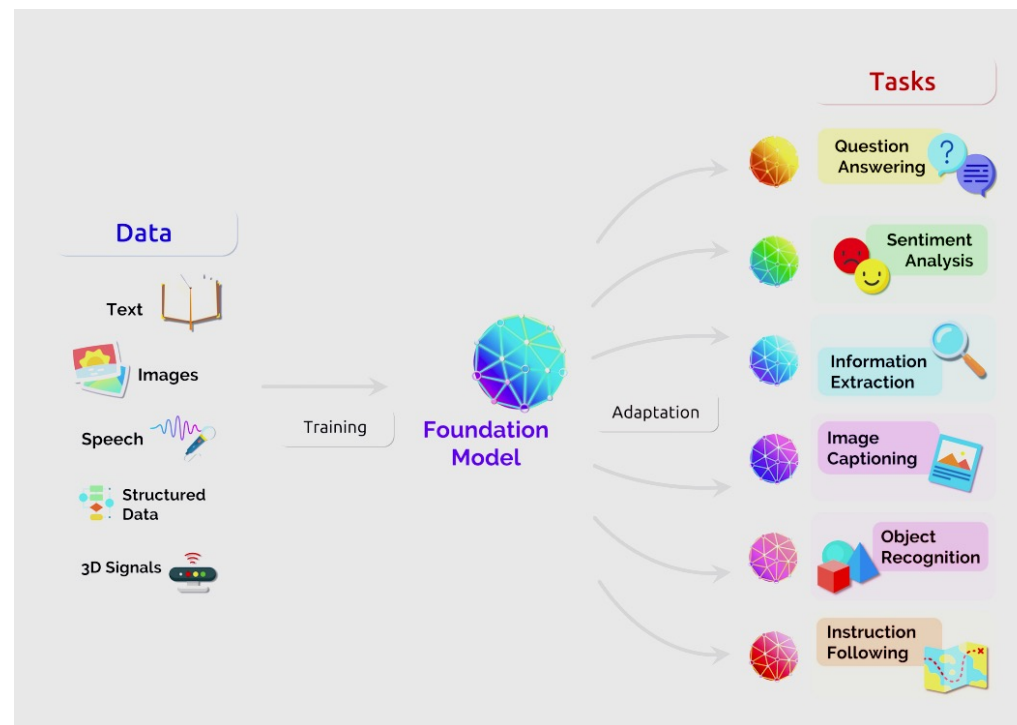 Data
Text
Images
Speech
Structured
Data
3D Signals
Training
Foundation
Model
Adaptation
Tasks
Question
Answering
?
Sentiment
Analysis
Information
Extraction
Image
Captioning
Object
Recognition
Instruction
Following